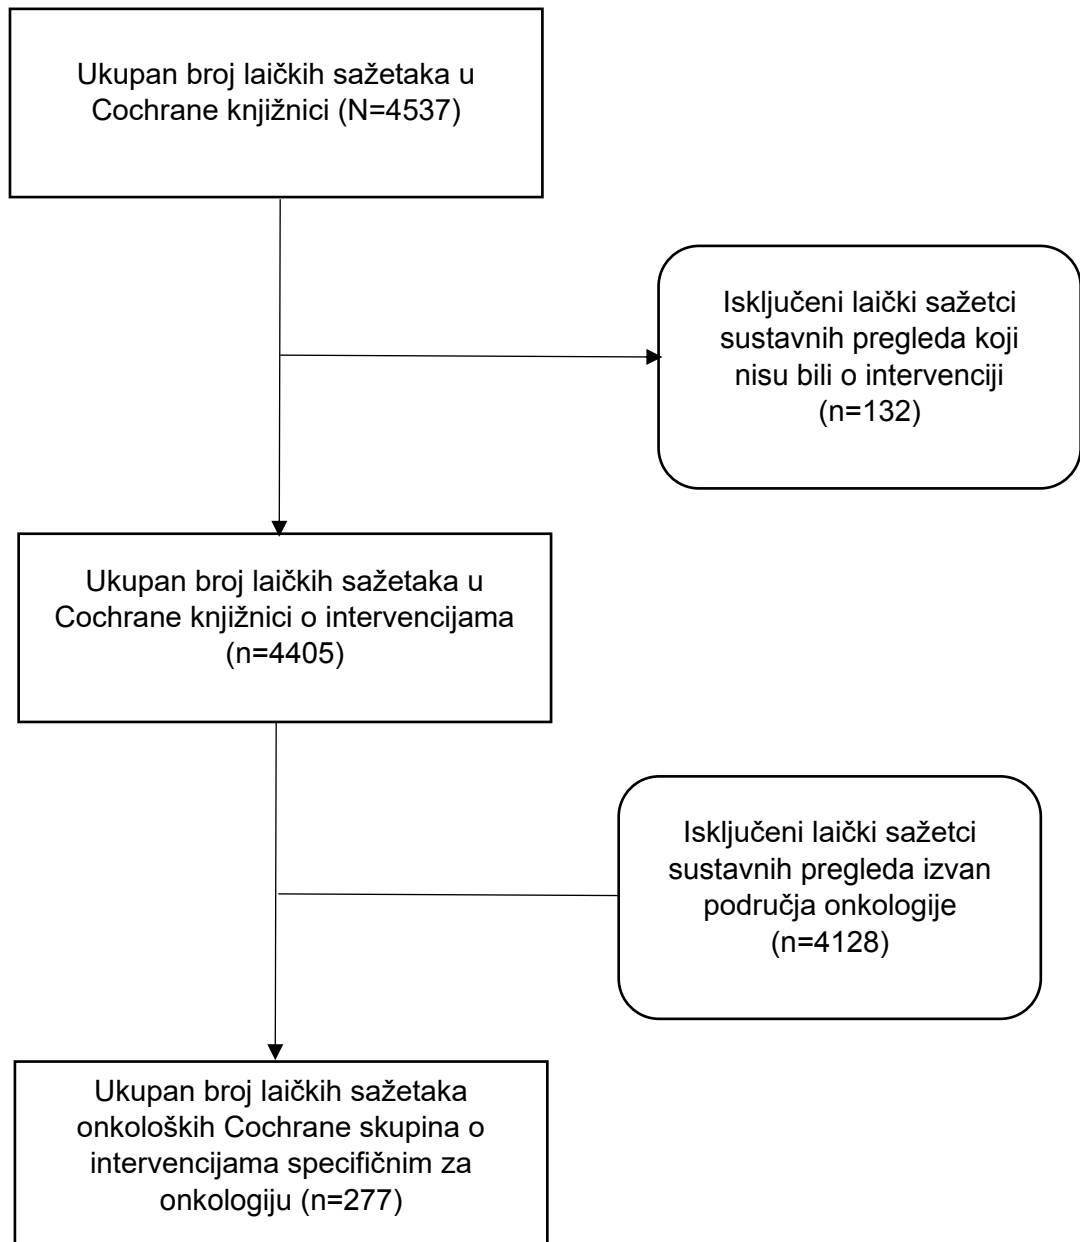 Ukupan broj laičkih sažetaka u
Cochrane knjižnici (N=4537)
Isključeni laički sažetci
sustavnih pregleda koji
nisu bili o intervenciji
(n=132)
Ukupan broj laičkih sažetaka u
Cochrane knjižnici o intervencijama
(n=4405)
Isključeni laički sažetci
sustavnih pregleda izvan
područja onkologije
(n=4128)
Ukupan broj laičkih sažetaka
onkoloških Cochrane skupina o
intervencijama specifičnim za
onkologiju (n=277)